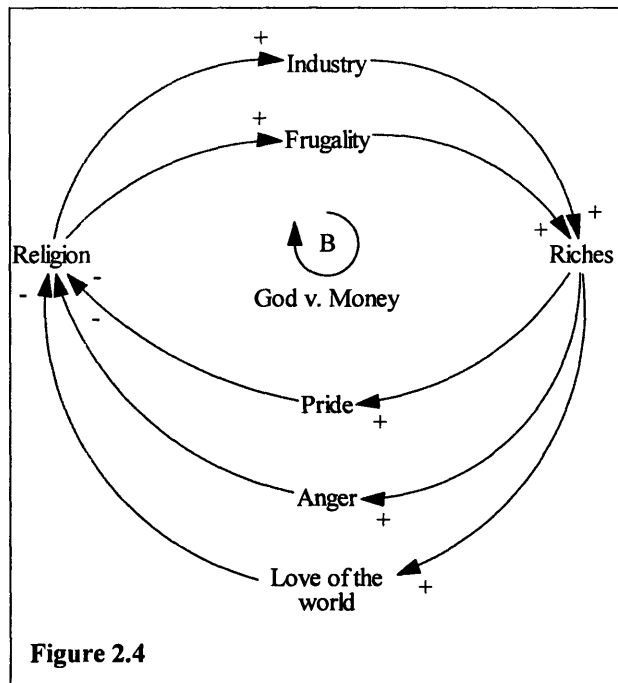 +
Industry
+
Frugality
+
+
Religion
B
Riches
-
-
-
God v. Money
Pride
+
Anger
+
Love of the
world
+
Figure 2.4